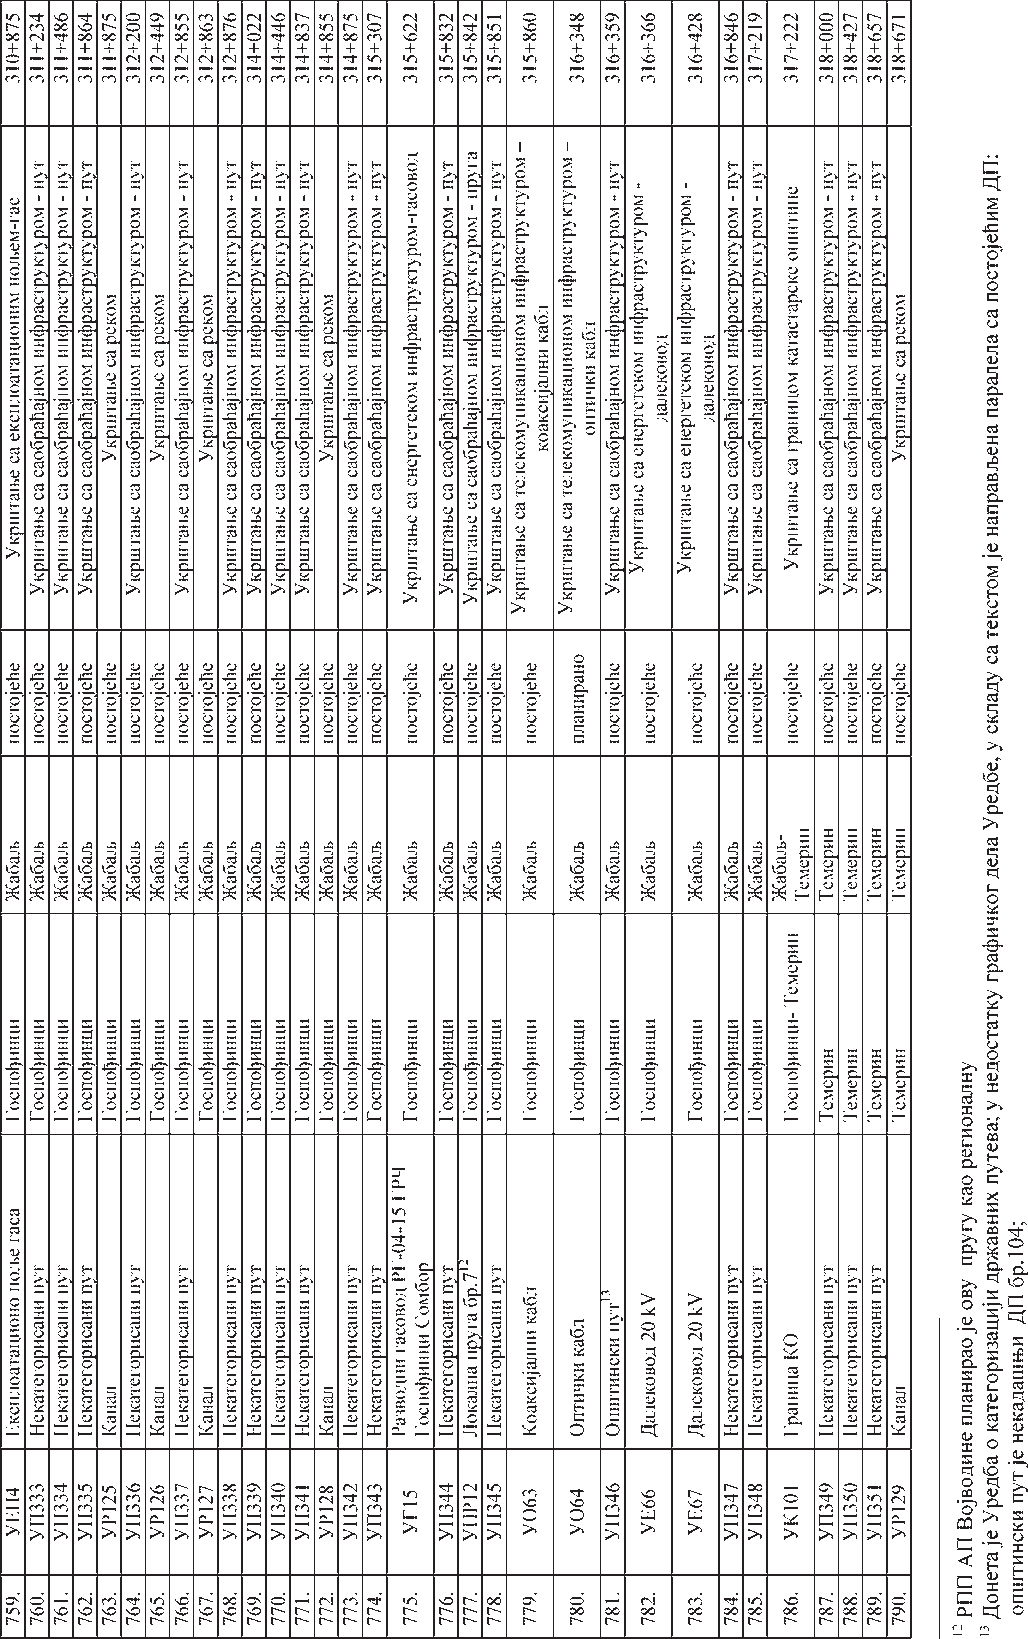 759. УЕП4 Експлоатационо поље гаса Госпођинци Жабаљ постојеће Укрштање са експлоатационим пољем-гас 310+875
760. УП333 Некатегорисани пут Госпођинци Жабаљ постојеће Укрштање са саобраћајном инфраструктуром - пут 311+234
761. УП334 Некатегорисани пут Госпођинци Жабаљ постојеће Укрштање са саобраћајном инфраструктуром - пут 311+486
762. УП335 Некатегорисани пут Госпођинци Жабаљ постојеће Укрштање са саобраћајном инфраструктуром - пут 311+864
763. УР125 Канал Госпођинци Жабаљ постојеће Укрштање са реком 311+875
764. УП336 Некатегорисани пут Госпођинци Жабаљ постојеће Укрштање са саобраћајном инфраструктуром - пут 312+200
765. УР126 Канал Госпођинци Жабаљ постојеће Укрштање са реком 312+449
766. УП337 Некатегорисани пут Госпођинци Жабаљ постојеће Укрштање са саобраћајном инфраструктуром - пут 312+855
767. УР127 Канал Госпођинци Жабаљ постојеће Укрштање са реком 312+863
768. УП338 Некатегорисани пут Госпођинци Жабаљ постојеће Укрштање са саобраћајном инфраструктуром - пут 312+876
769. УП339 Некатегорисани пут Госпођинци Жабаљ постојеће Укрштање са саобраћајном инфраструктуром - пут 314+022
770. УП340 Некатегорисани пут Госпођинци Жабаљ постојеће Укрштање са саобраћајном инфраструктуром - пут 314+446
771. УП341 Некатегорисани пут Госпођинци Жабаљ постојеће Укрштање са саобраћајном инфраструктуром - пут 314+837
772. УР128 Канал Госпођинци Жабаљ постојеће Укрштање са реком 314+855
773. УП342 Некатегорисани пут Госпођинци Жабаљ постојеће Укрштање са саобраћајном инфраструктуром - пут 314+875
774. УП343 Некатегорисани пут Госпођинци Жабаљ постојеће Укрштање са саобраћајном инфраструктуром - пут 315+307
775. УГ15 Разводни гасовод РГ-04-15 ГРЧ
Госпођинци Сомбор Госпођинци Жабаљ постојеће Укрштање са енергетском инфраструктуром-гасовод 315+622
776. УП344 Некатегорисани пут Госпођинци Жабаљ постојеће Укрштање са саобраћајном инфраструктуром - пут 315+832
777. УПР12 Локална пруга бр.7¹² Госпођинци Жабаљ постојеће Укрштање са саобраћајном инфраструктуром - пруга 315+842
778. УП345 Некатегорисани пут Госпођинци Жабаљ постојеће Укрштање са саобраћајном инфраструктуром - пут 315+851
779. УО63 Коаксијални кабл Госпођинци Жабаљ постојеће Укрштање са телекомуникационом инфраструктуром –
коаксијални кабл 315+860
780. УО64 Оптички кабл Госпођинци Жабаљ планирано Укрштање са телекомуникационом инфраструктуром –
оптички кабл 316+348
781. УП346 Општински пут¹³ Госпођинци Жабаљ постојеће Укрштање са саобраћајном инфраструктуром - пут 316+359
782. УЕ66 Далековод 20 kV Госпођинци Жабаљ постојеће Укрштање са енергетском инфраструктуром -
далековод 316+366
783. УЕ67 Далековод 20 kV Госпођинци Жабаљ постојеће Укрштање са енергетском инфраструктуром -
далековод 316+428
784. УП347 Некатегорисани пут Госпођинци Жабаљ постојеће Укрштање са саобраћајном инфраструктуром - пут 316+846
785. УП348 Некатегорисани пут Госпођинци Жабаљ постојеће Укрштање са саобраћајном инфраструктуром - пут 317+219
786. УК101 Граница КО Госпођинци- Темерин Жабаљ-
Темерин постојеће Укрштање са границом катастарске општине 317+222
787. УП349 Некатегорисани пут Темерин Темерин постојеће Укрштање са саобраћајном инфраструктуром - пут 318+000
788. УП350 Некатегорисани пут Темерин Темерин постојеће Укрштање са саобраћајном инфраструктуром - пут 318+427
789. УП351 Некатегорисани пут Темерин Темерин постојеће Укрштање са саобраћајном инфраструктуром - пут 318+657
790. УР129 Канал Темерин Темерин постојеће Укрштање са реком 318+671
¹² РПП АП Војводине планирао је ову пругу као регионалну
¹³ Донета је Уредба о категоризацији државних путева; у недостатку графичког дела Уредбе, у складу са текстом је направљена паралела са постојећим ДП:
општински пут је некадашњи ДП бр.104;